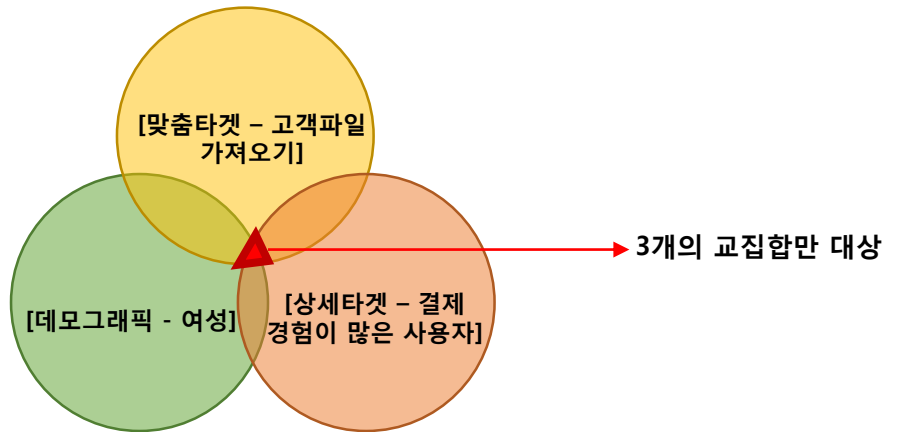 [맞춤타겟 – 고객파일
가져오기]
3개의 교집합만 대상
[데모그래픽 - 여성]
[상세타겟 – 결제
경험이 많은 사용자]